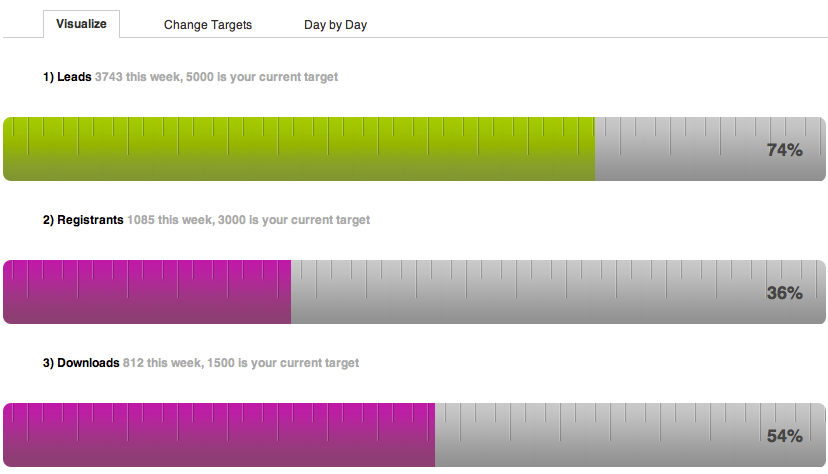 Visualize Change Targets Day by Day
1) Leads 3743 this week, 5000 is your current target
74%
2) Registrants 1085 this week, 3000 is your current target
36%
3) Downloads 812 this week, 1500 is your current target
54%